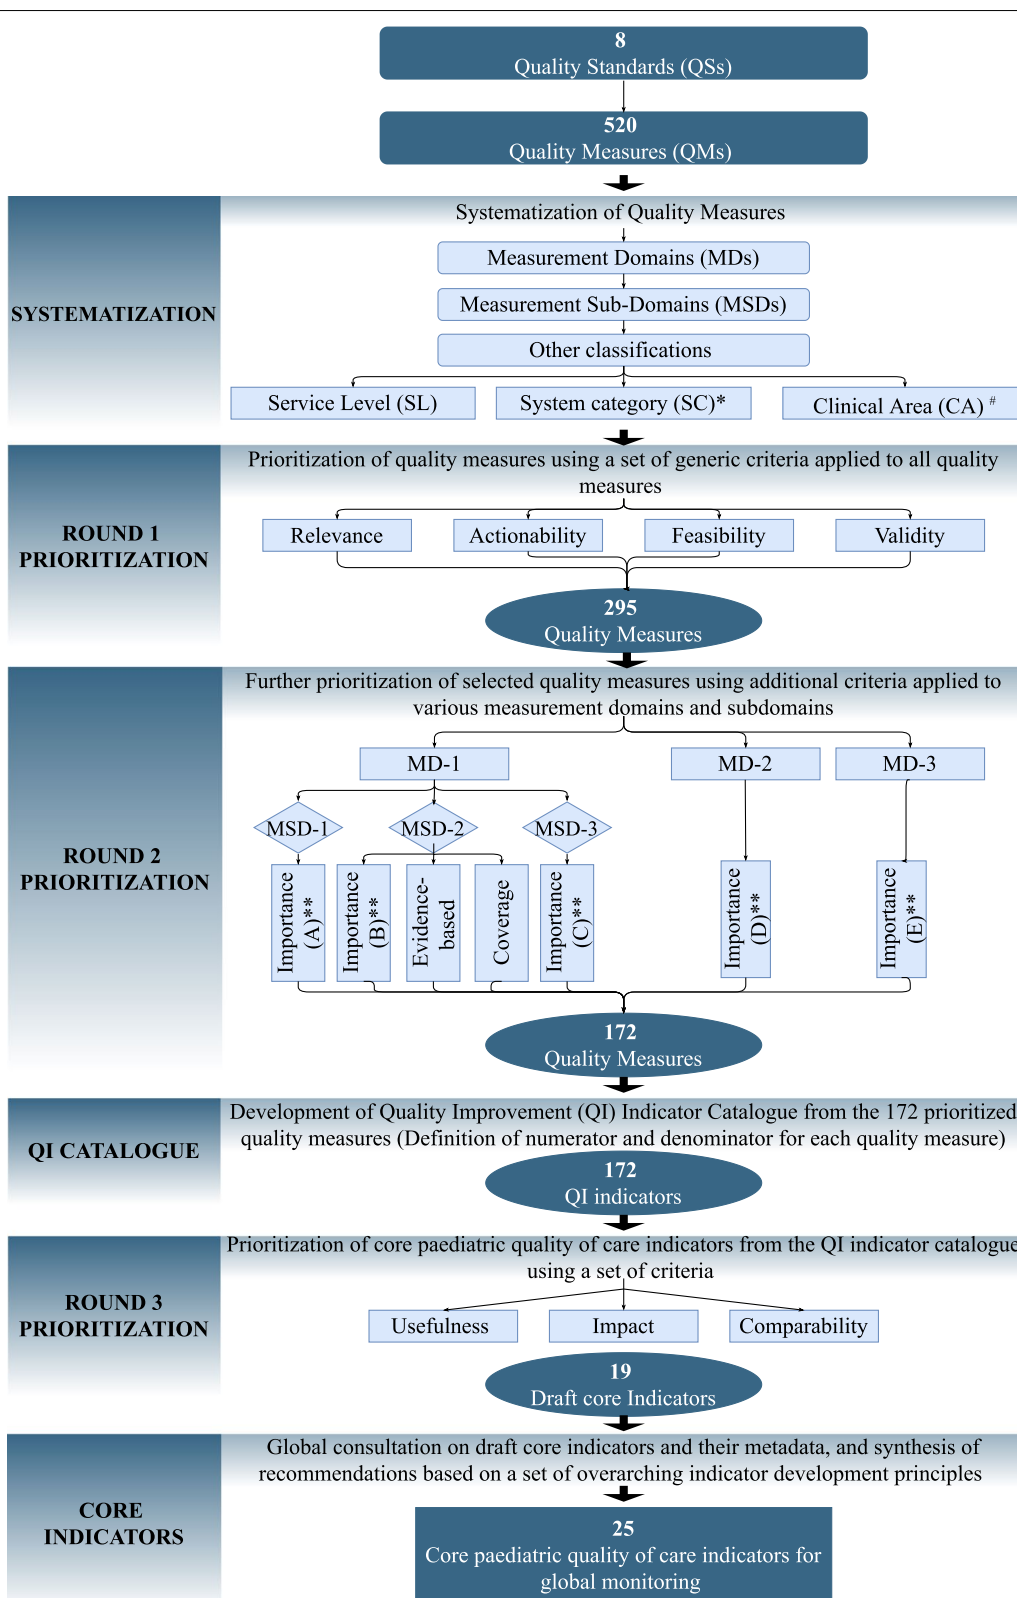 8
Quality Standards (QSs)
520
Quality Measures (QMs)
SYSTEMATIZATION
Systematization of Quality Measures
Measurement Domains (MDs)
Measurement Sub-Domains (MSDs)
Other classifications
Service Level (SL)
System category (SC)*
Clinical Area (CA) #
ROUND 1
PRIORITIZATION
Prioritization of quality measures using a set of generic criteria applied to all quality
measures
Relevance
Actionability
Feasibility
Validity
295
Quality Measures
ROUND 2
PRIORITIZATION
Further prioritization of selected quality measures using additional criteria applied to
various measurement domains and subdomains
MD-1
MD-2
MD-3
MSD-1
MSD-2
MSD-3
Importance
(A)**
Importance
(B)**
Evidence-
based
Coverage
Importance
(C)**
Importance
(D)**
Importance
(E)**
172
Quality Measures
QI CATALOGUE
Development of Quality Improvement (QI) Indicator Catalogue from the 172 prioritized
quality measures (Definition of numerator and denominator for each quality measure)
172
QI indicators
ROUND 3
PRIORITIZATION
Prioritization of core paediatric quality of care indicators from the QI indicator catalogue
using a set of criteria
Usefulness
Impact
Comparability
19
Draft core Indicators
CORE
INDICATORS
Global consultation on draft core indicators and their metadata, and synthesis of
recommendations based on a set of overarching indicator development principles
25
Core paediatric quality of care indicators for
global monitoring